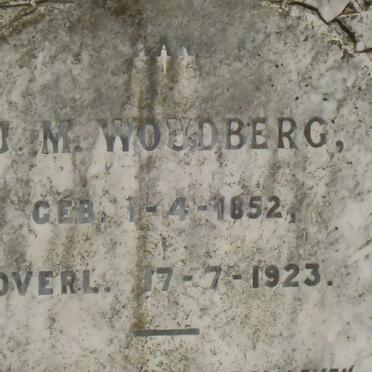 J. M. WOUDBERG,
GEB. 1-4-1852,
OVERL. 17-7-1923.